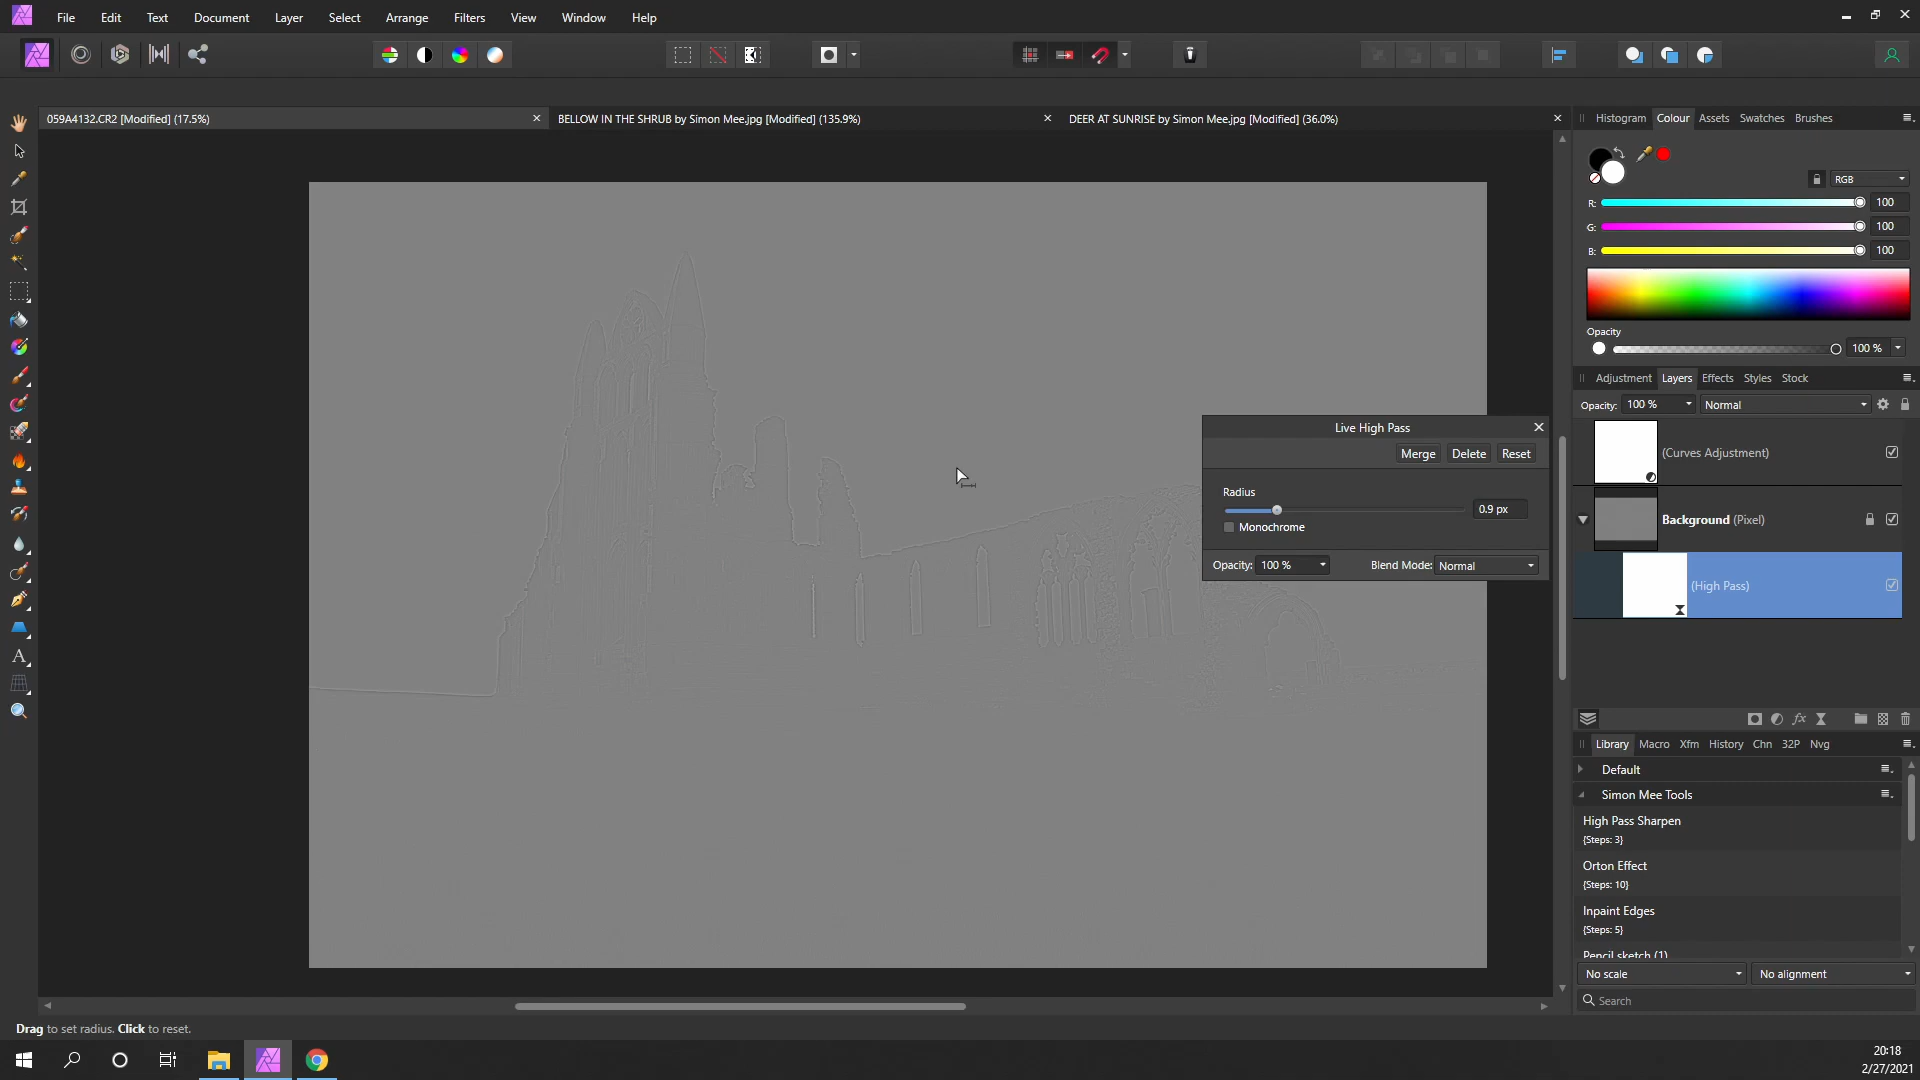 File Edit Text Document Layer Select Arrange Filters View Window Help
059A4132.CR2 [Modified] (17.5%)
BELLOW IN THE SHRUB by Simon Mee.jpg [Modified] (135.9%)
DEER AT SUNRISE by Simon Mee.jpg [Modified] (36.0%)
Histogram Colour Assets Swatches Brushes
RGB
R: 100
G: 100
B: 100
Opacity
100 %
Adjustment Layers Effects Styles Stock
Opacity: 100 % Normal
(Curves Adjustment)
Background (Pixel)
(High Pass)
Live High Pass
Merge Delete Reset
Radius
0.9 px
Monochrome
Opacity: 100 % Blend Mode: Normal
Library Macro Xfm History Chn 32P Nvg
Default
Simon Mee Tools
High Pass Sharpen
{Steps: 3}
Orton Effect
{Steps: 10}
Inpaint Edges
{Steps: 5}
Pencil sketch (1)
No scale No alignment
Search
Drag to set radius. Click to reset.
20:18
2/27/2021